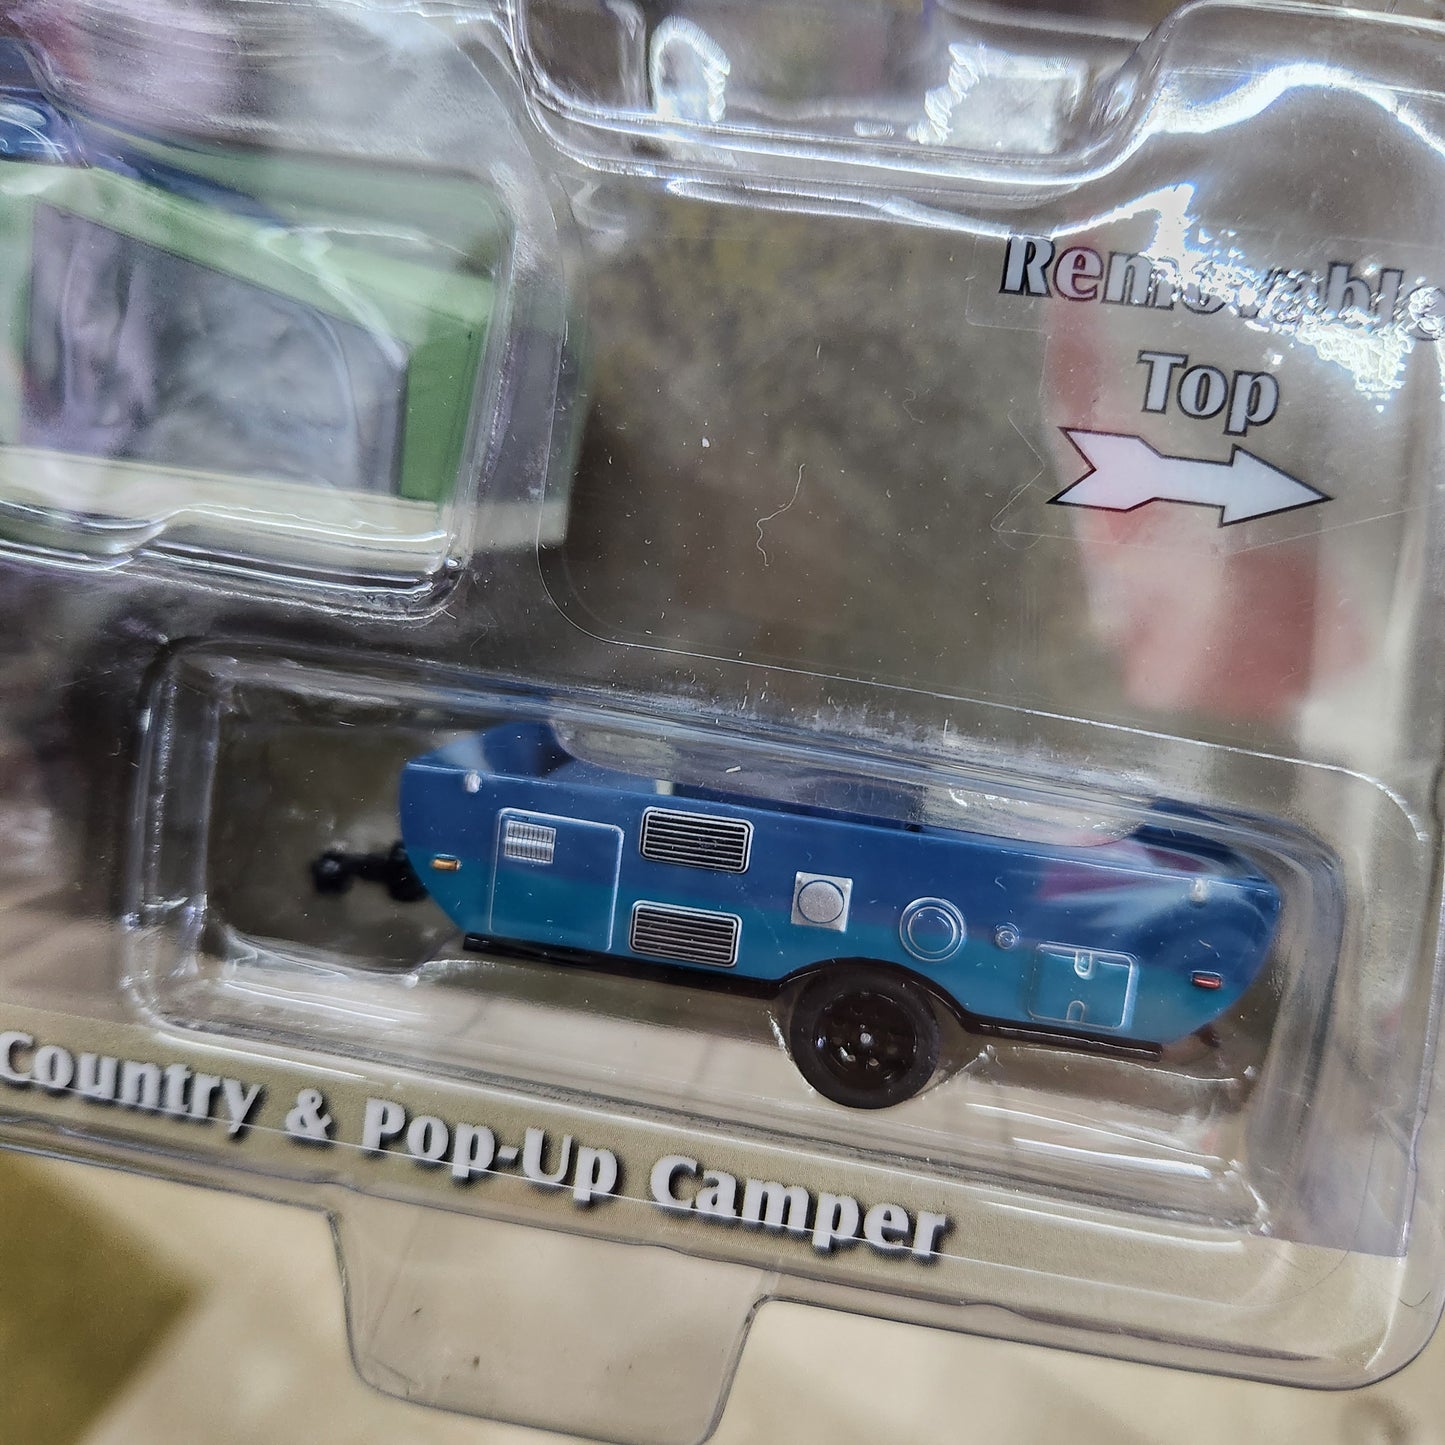 Removable
Top
Country & Pop-Up Camper